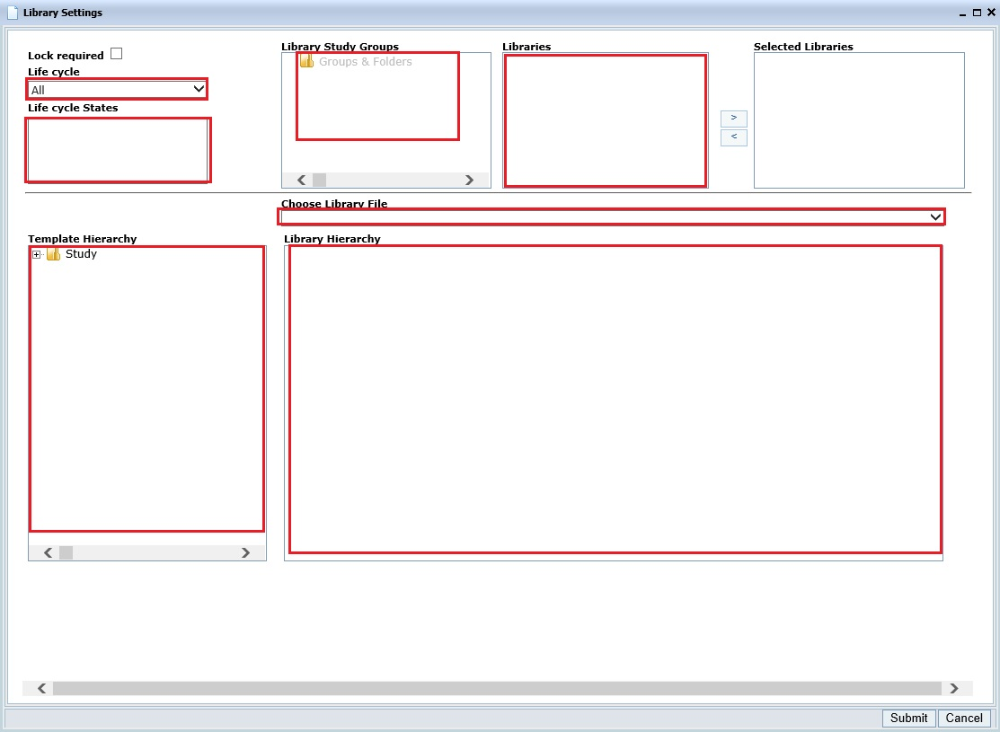 Library Settings
Lock required
Life cycle
All
Life cycle States
Library Study Groups
Groups & Folders
Libraries
>
<
Selected Libraries
Choose Library File
Template Hierarchy
Study
Library Hierarchy
Submit
Cancel